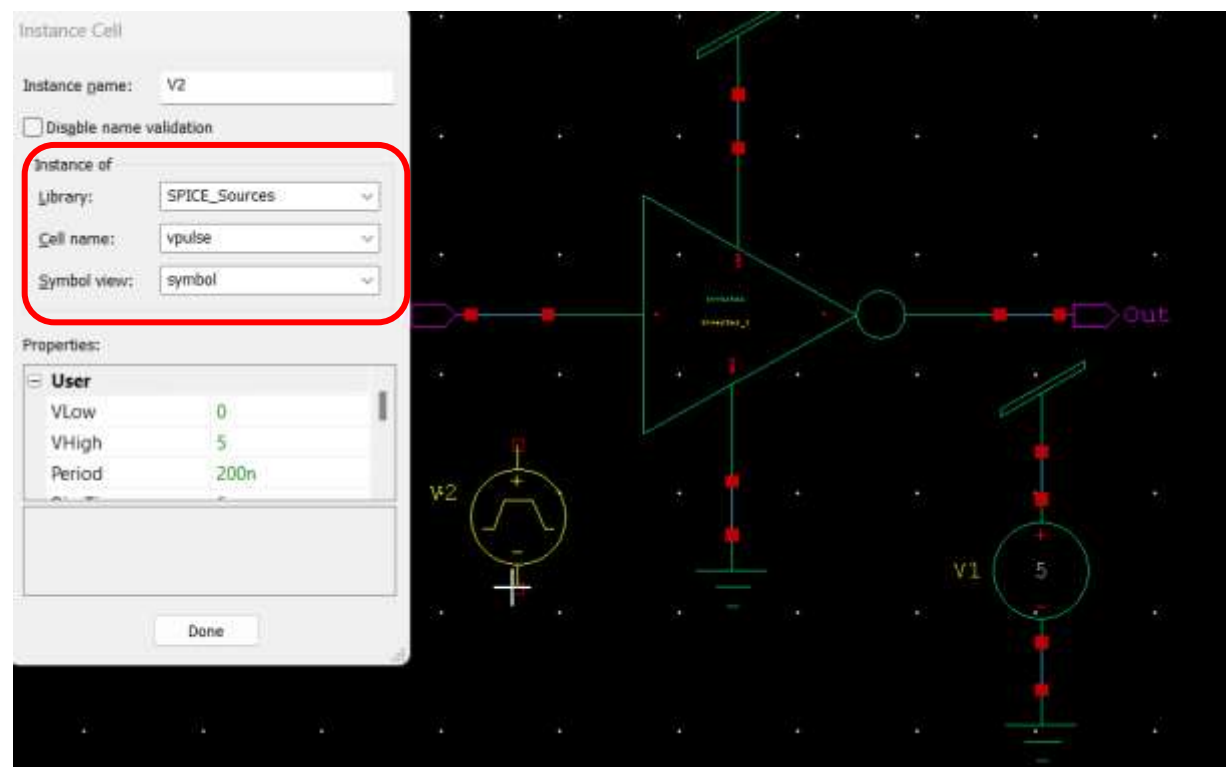 Instance Cell
Instance name:
V2
Disable name validation
Instance of
Library:
SPICE_Sources
Cell name:
vpulse
Symbol view:
symbol
Properties:
User
VLow
0
VHigh
5
Period
200n
Done
V2
+
-
Out
V1
+
5
-